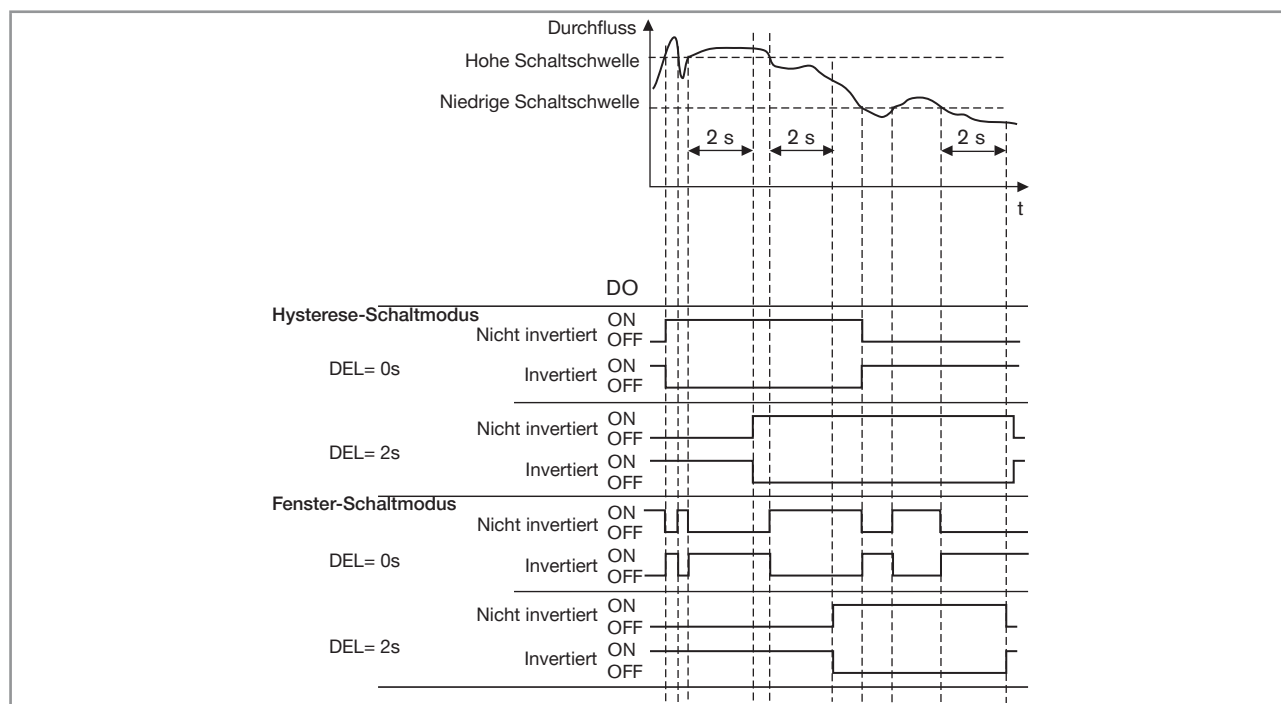 Durchfluss
Hohe Schaltschwelle
Niedrige Schaltschwelle
2 s
2 s
2 s
t
DO
Hysterese-Schaltmodus
Nicht invertiert
ON
OFF
DEL= 0s
Invertiert
ON
OFF
Nicht invertiert
ON
OFF
DEL= 2s
Invertiert
ON
OFF
Fenster-Schaltmodus
Nicht invertiert
ON
OFF
DEL= 0s
Invertiert
ON
OFF
Nicht invertiert
ON
OFF
DEL= 2s
Invertiert
ON
OFF